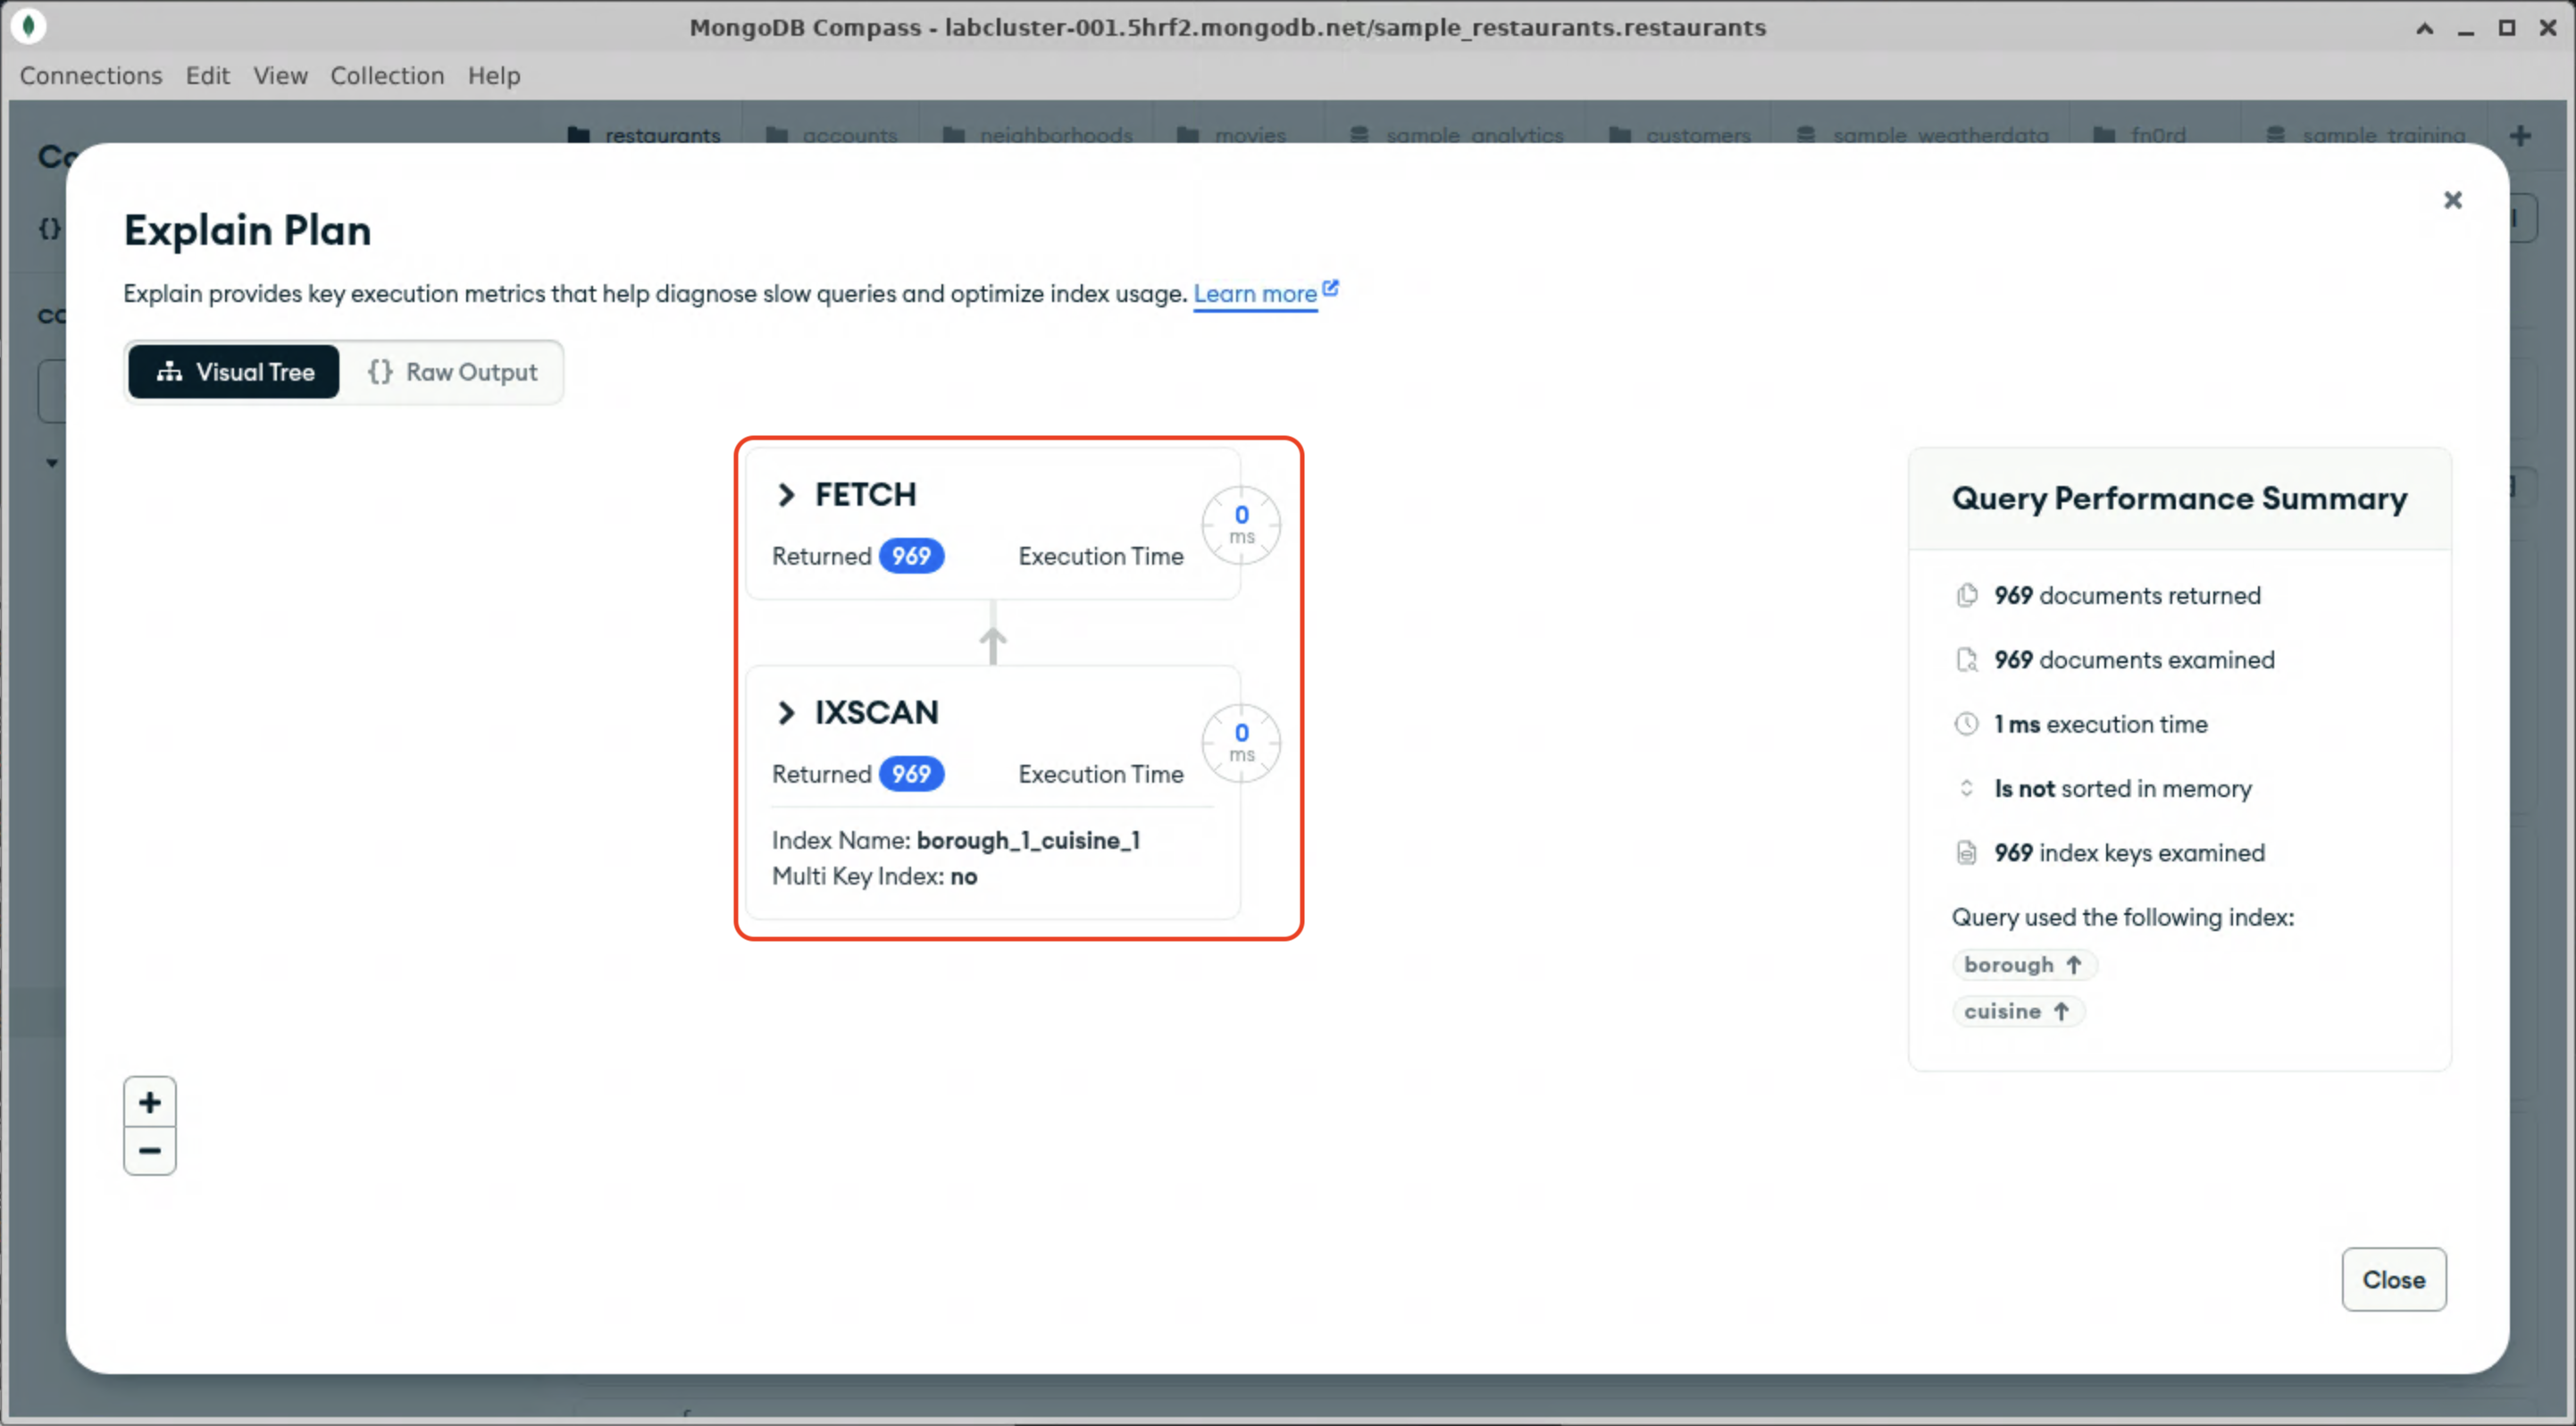 MongoDB Compass - labcluster-001.5hrf2.mongodb.net/sample_restaurants.restaurants
Connections Edit View Collection Help
restaurants accounts neighborhoods movies sample_analytics customers sample_weatherdata fn0rd sample_training
Explain Plan
Explain provides key execution metrics that help diagnose slow queries and optimize index usage. Learn more
Visual Tree {} Raw Output
FETCH
0
ms
Returned 969 Execution Time
IXSCAN
0
ms
Returned 969 Execution Time
Index Name: borough_1_cuisine_1
Multi Key Index: no
Query Performance Summary
969 documents returned
969 documents examined
1 ms execution time
Is not sorted in memory
969 index keys examined
Query used the following index:
borough ↑
cuisine ↑
Close